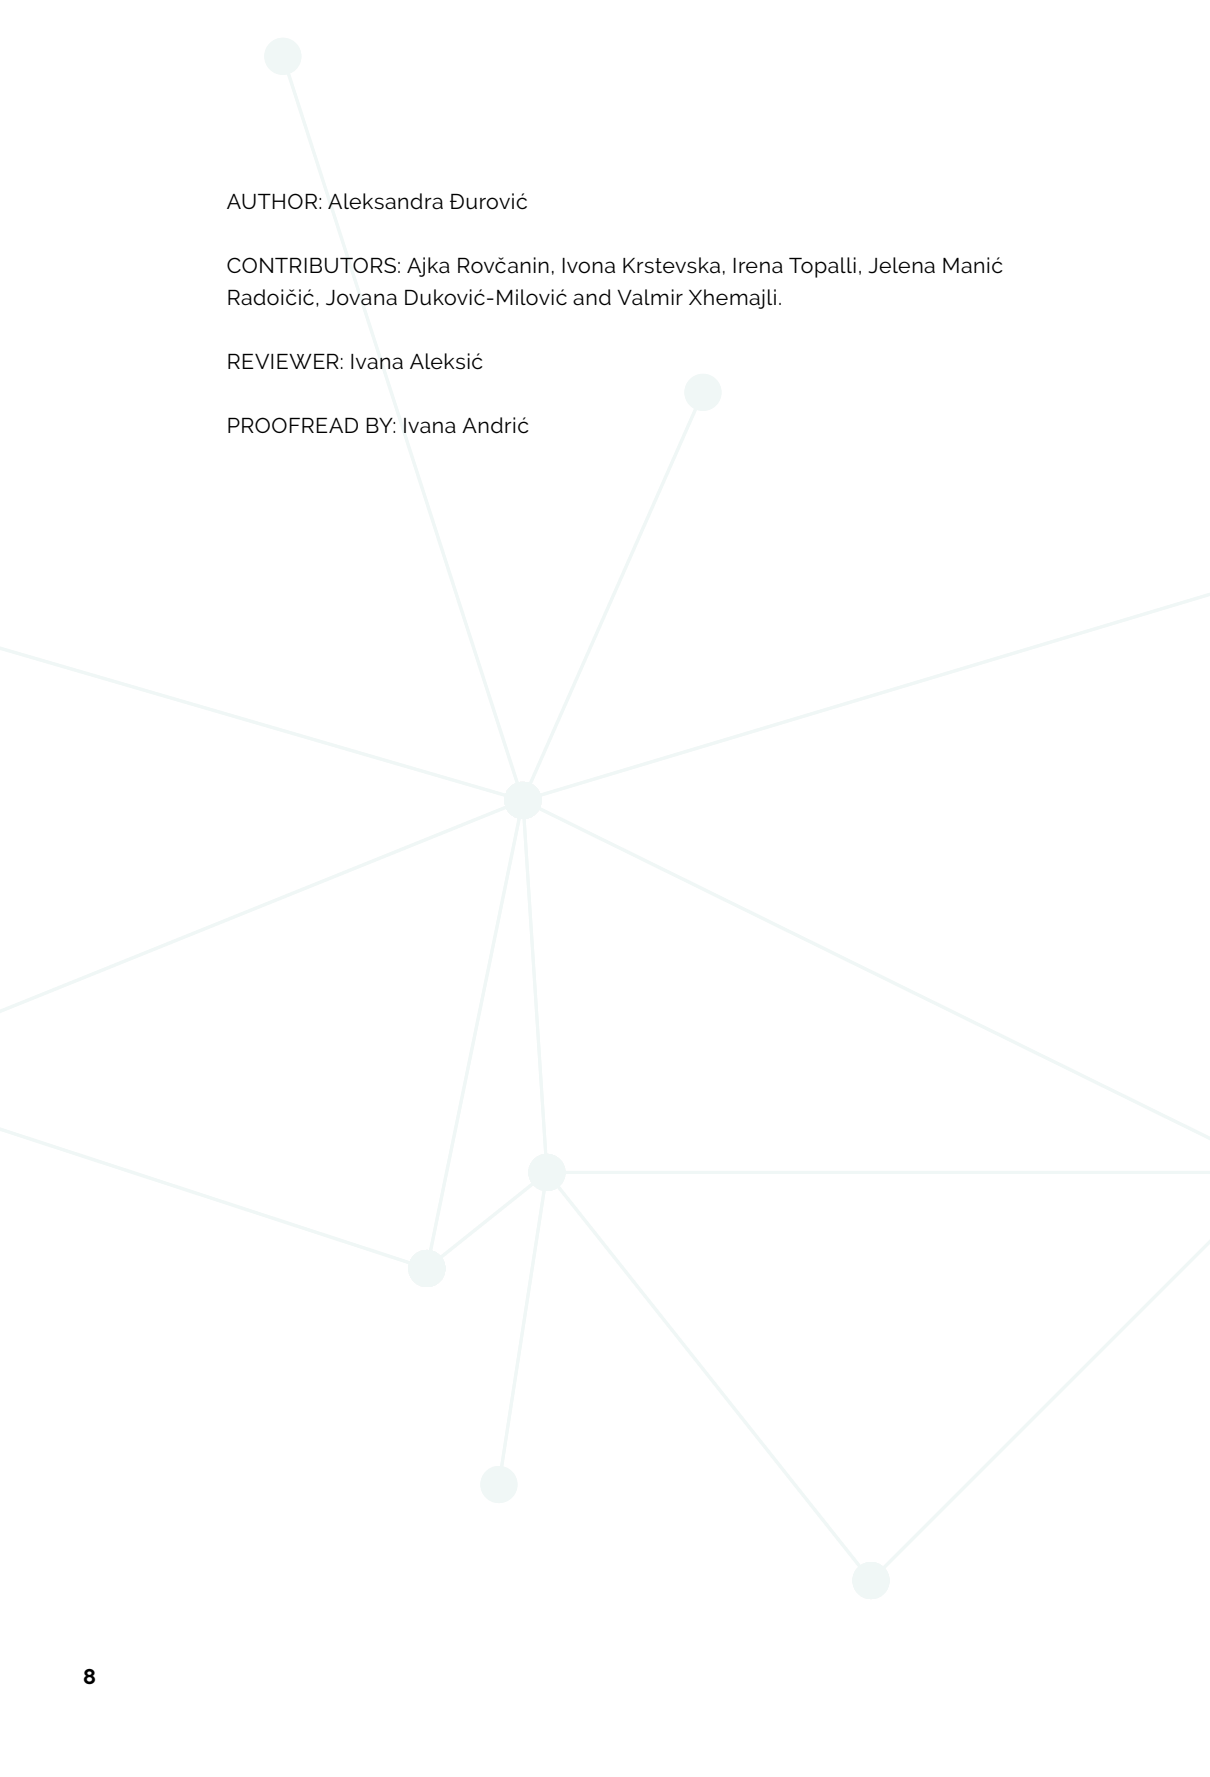 AUTHOR: Aleksandra Đurović
CONTRIBUTORS: Ajka Rovčanin, Ivona Krstevska, Irena Topalli, Jelena Manić
Radoičić, Jovana Duković-Milović and Valmir Xhemajli.
REVIEWER: Ivana Aleksić
PROOFREAD BY: Ivana Andrić
8